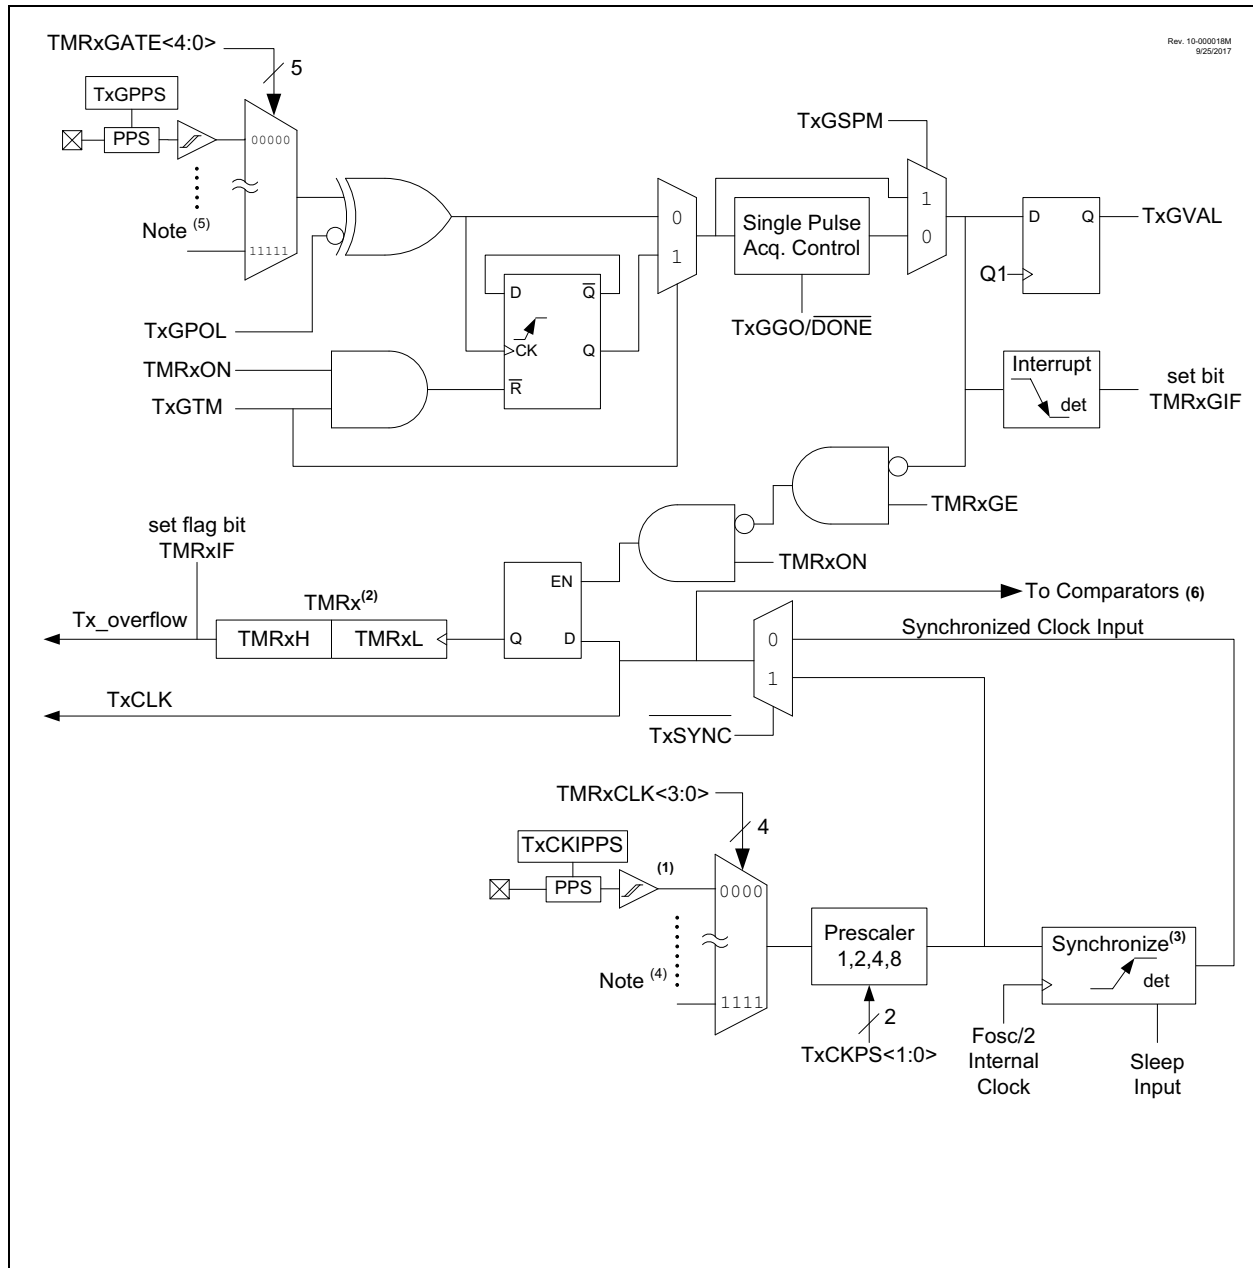 Rev. 10-000018M
9/25/2017
TMRxGATE<4:0>
5
TxGPPS
PPS
00000
Note (5)
11111
TxGPOL
TMRxON
TxGTM
D
Q
CK
Q
R
0
1
Single Pulse
Acq. Control
TxGGO/DONE
TxGSPM
1
0
D
Q
Q1
TxGVAL
Interrupt
det
set bit
TMRxGIF
TMRxGE
TMRxON
set flag bit
TMRxIF
Tx_overflow
TMRx(2)
TMRxH
TMRxL
EN
Q
D
To Comparators (6)
Synchronized Clock Input
0
1
TxCLK
TxSYNC
TMRxCLK<3:0>
4
TxCKIPPS
PPS
(1)
0000
Note (4)
1111
Prescaler
1,2,4,8
2
TxCKPS<1:0>
Synchronize(3)
det
Fosc/2
Internal
Clock
Sleep
Input